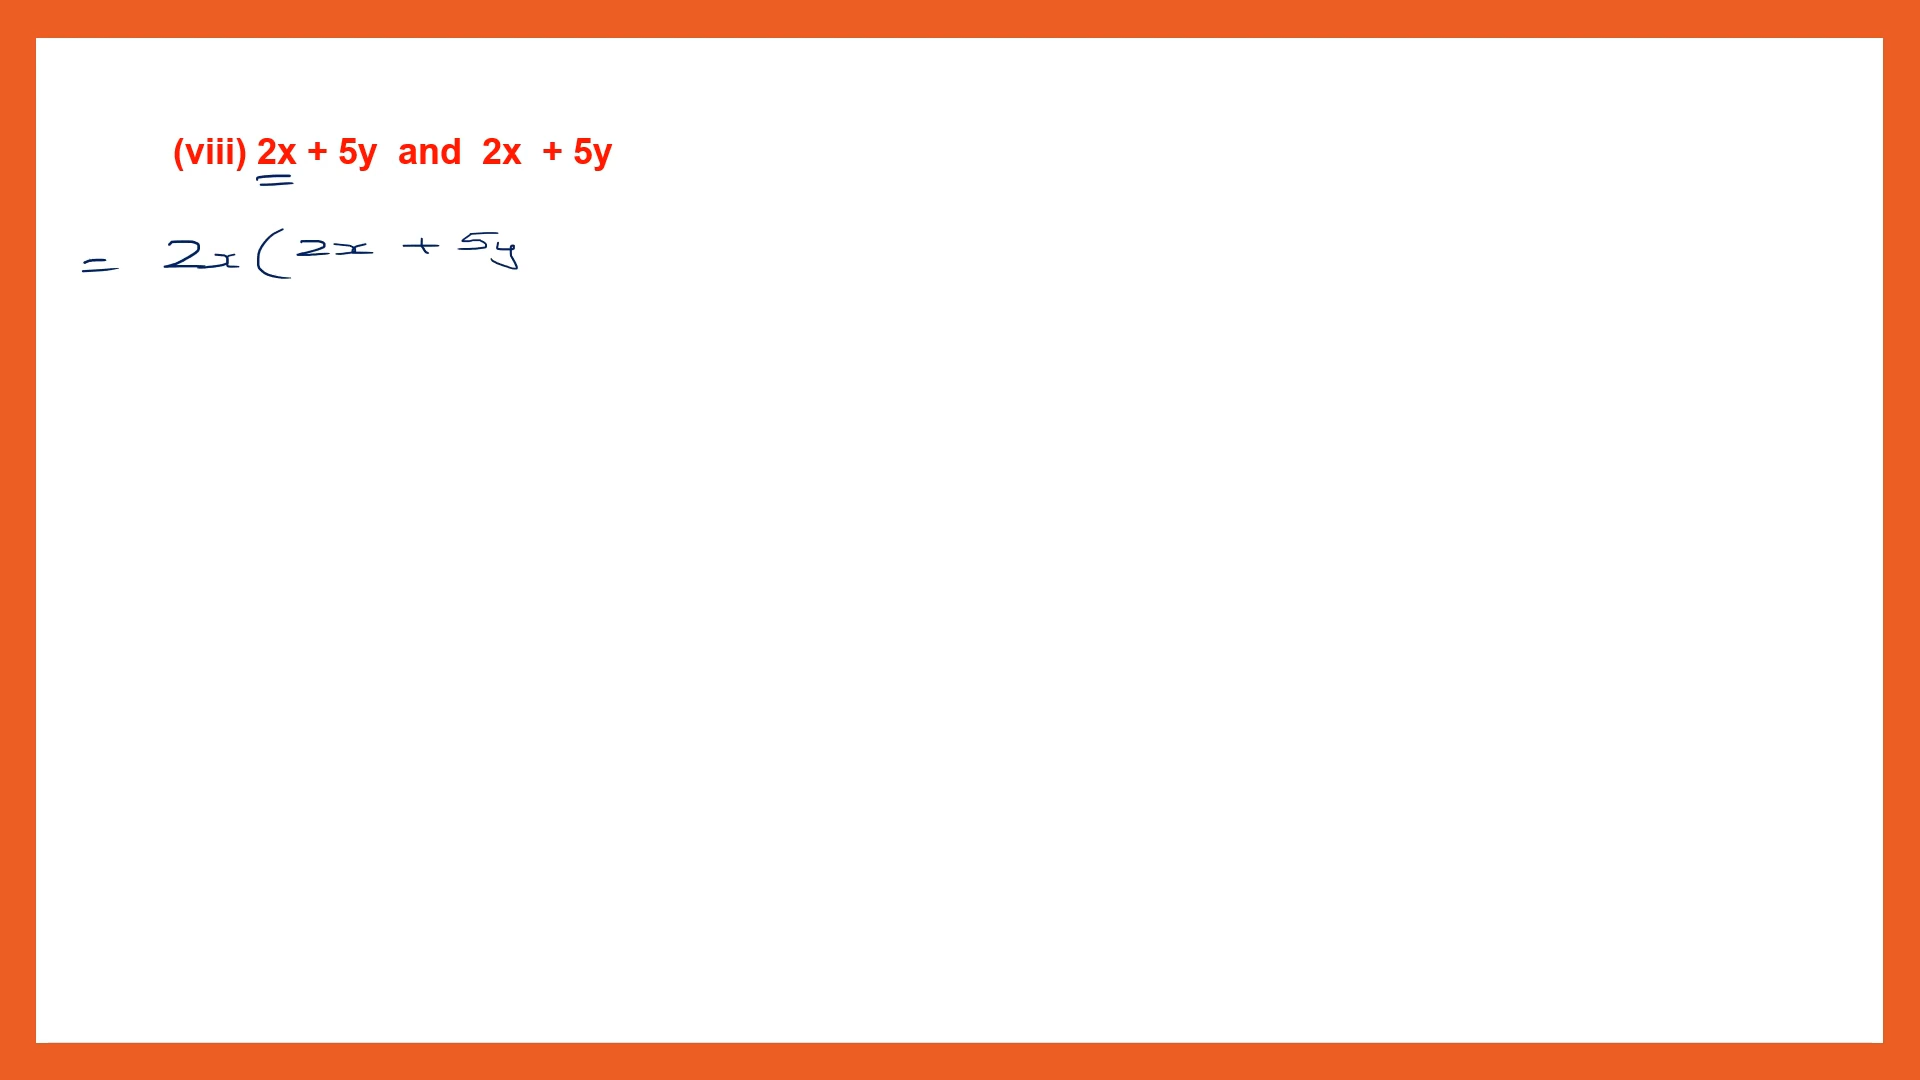 (viii) 2x + 5y and 2x + 5y
= 2x (2x + 5y